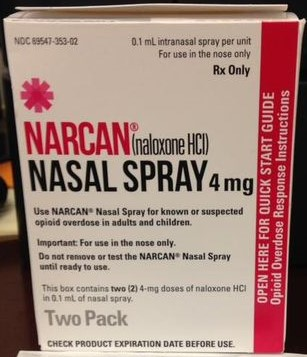 NDC 69547-353-02
0.1 mL intranasal spray per unit
For use in the nose only
Rx Only
NARCAN® (naloxone HCl)
NASAL SPRAY 4 mg
Use NARCAN® Nasal Spray for known or suspected
opioid overdose in adults and children.
Important: For use in the nose only.
Do not remove or test the NARCAN® Nasal Spray
until ready to use.
This box contains two (2) 4-mg doses of naloxone HCl
in 0.1 mL of nasal spray.
Two Pack
CHECK PRODUCT EXPIRATION DATE BEFORE USE.
OPEN HERE FOR QUICK START GUIDE
Opioid Overdose Response Instructions